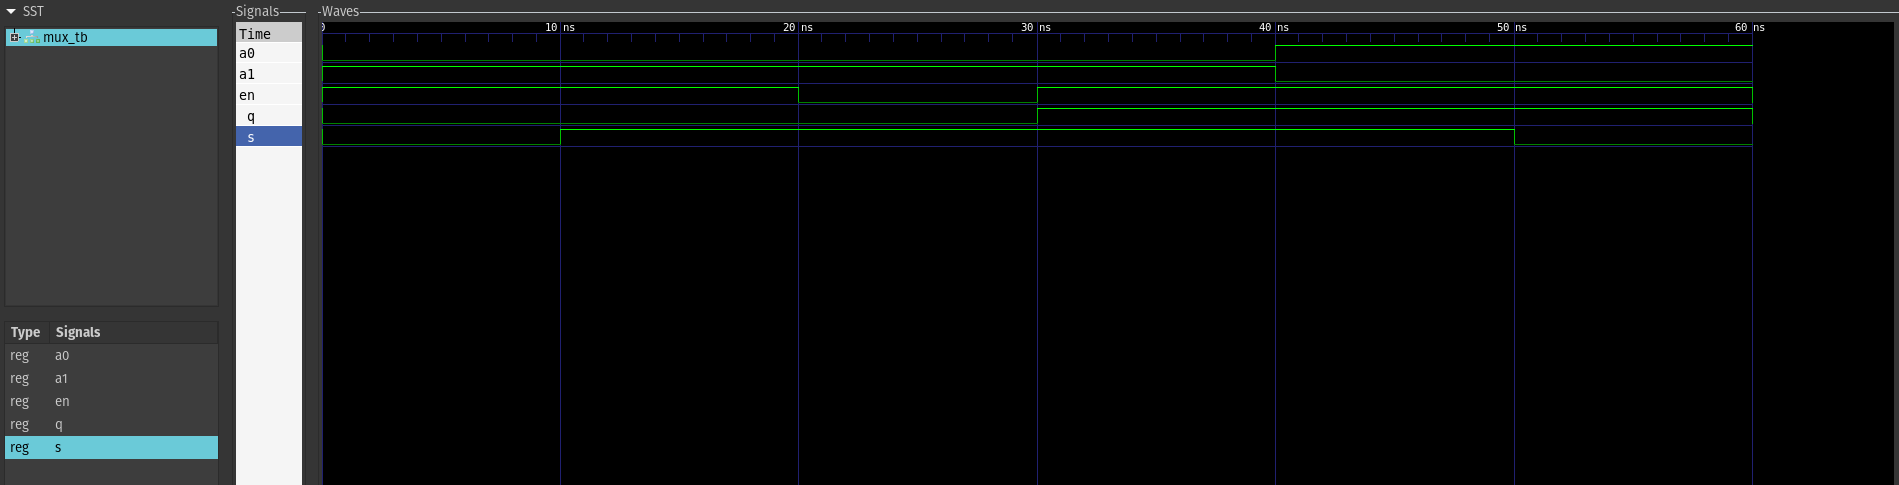 SST
mux_tb
Type Signals
reg a0
reg a1
reg en
reg q
reg s
Signals
Time
a0
a1
en
q
s
Waves
0 10 ns 20 ns 30 ns 40 ns 50 ns 60 ns